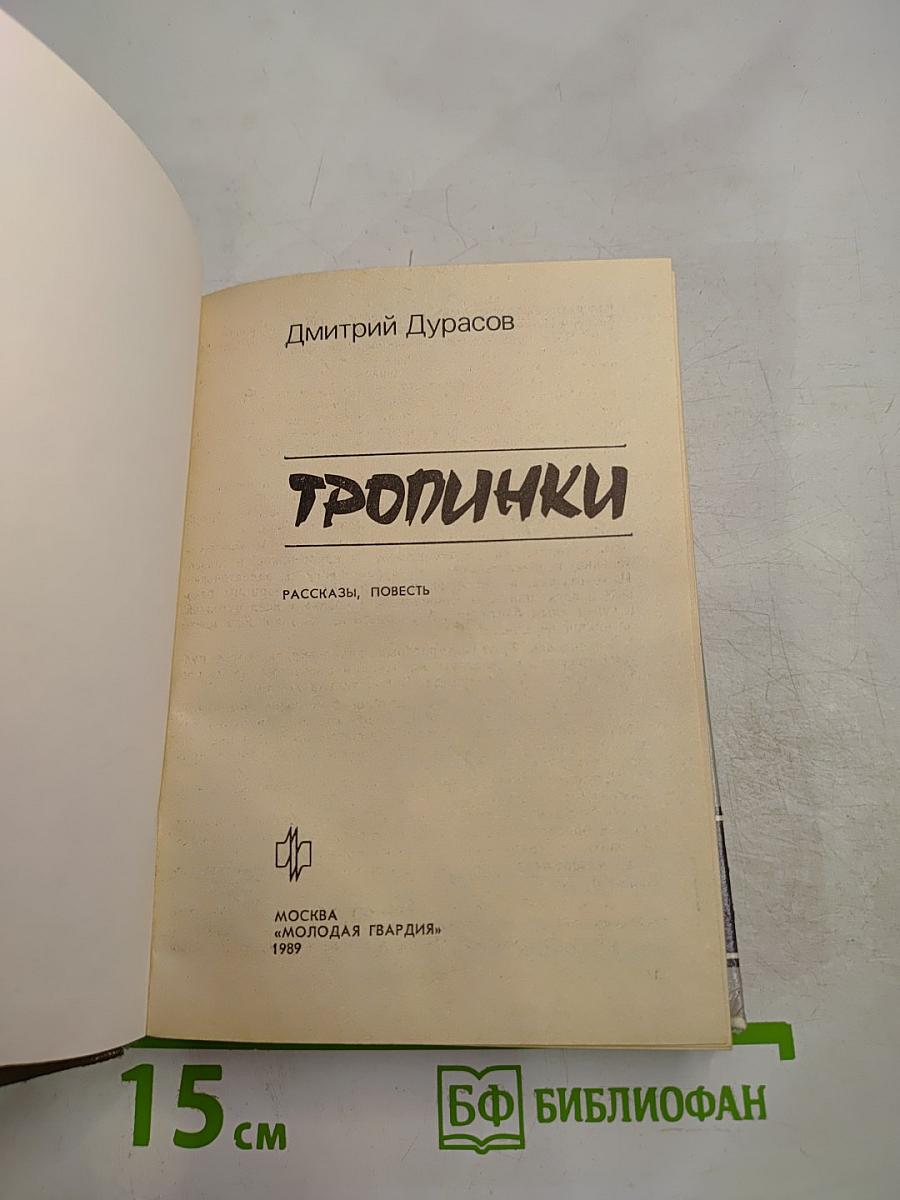 Дмитрий Дурасов
ТРОПИНКИ
РАССКАЗЫ, ПОВЕСТЬ
МОСКВА
«МОЛОДАЯ ГВАРДИЯ»
1989
15 см
БФ БИБЛИОФАН